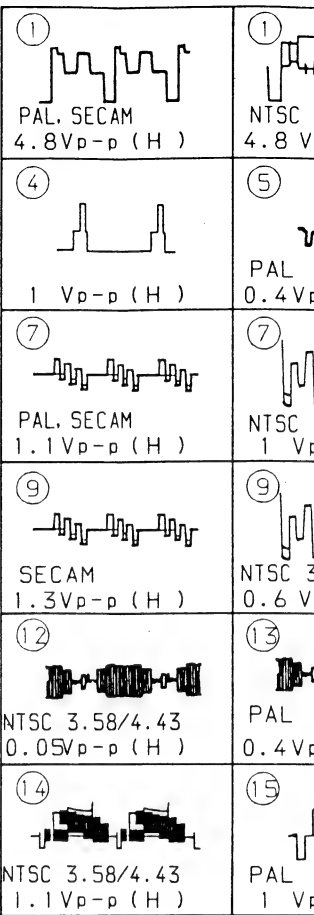 1
PAL, SECAM
4.8Vp-p (H )
1
NTSC
4.8 V
4
1 Vp-p (H )
5
PAL
0.4Vp
7
PAL, SECAM
1.1Vp-p (H )
7
NTSC
1 Vp
9
SECAM
1.3Vp-p (H )
9
NTSC 3
0.6 V
12
NTSC 3.58/4.43
0.05Vp-p (H )
13
PAL
0.4Vp
14
NTSC 3.58/4.43
1.1Vp-p (H )
15
PAL
1 Vp